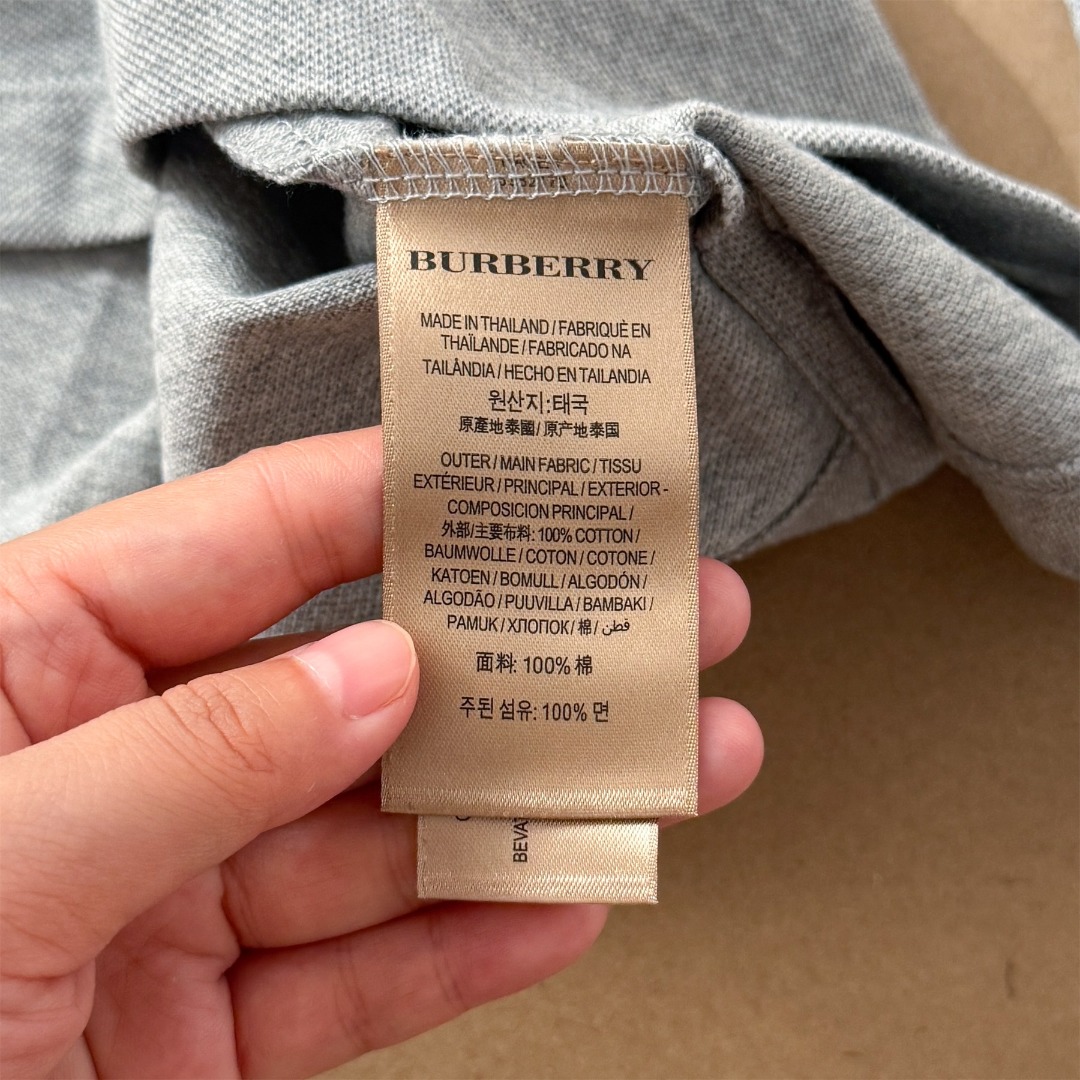 BURBERRY
MADE IN THAILAND / FABRIQUÈ EN
THAÏLANDE / FABRICADO NA
TAILÂNDIA / HECHO EN TAILANDIA
원산지:태국
原產地泰國/ 原产地泰国
OUTER / MAIN FABRIC / TISSU
EXTÉRIEUR / PRINCIPAL / EXTERIOR -
COMPOSICION PRINCIPAL /
外部/主要布料: 100% COTTON /
BAUMWOLLE / COTON / COTONE /
KATOEN / BOMULL / ALGODÓN /
ALGODÃO / PUUVILLA / BAMBAKI /
PAMUK / ХЛОПОК / 棉 / قطن
面料: 100% 棉
주된 섬유: 100% 면